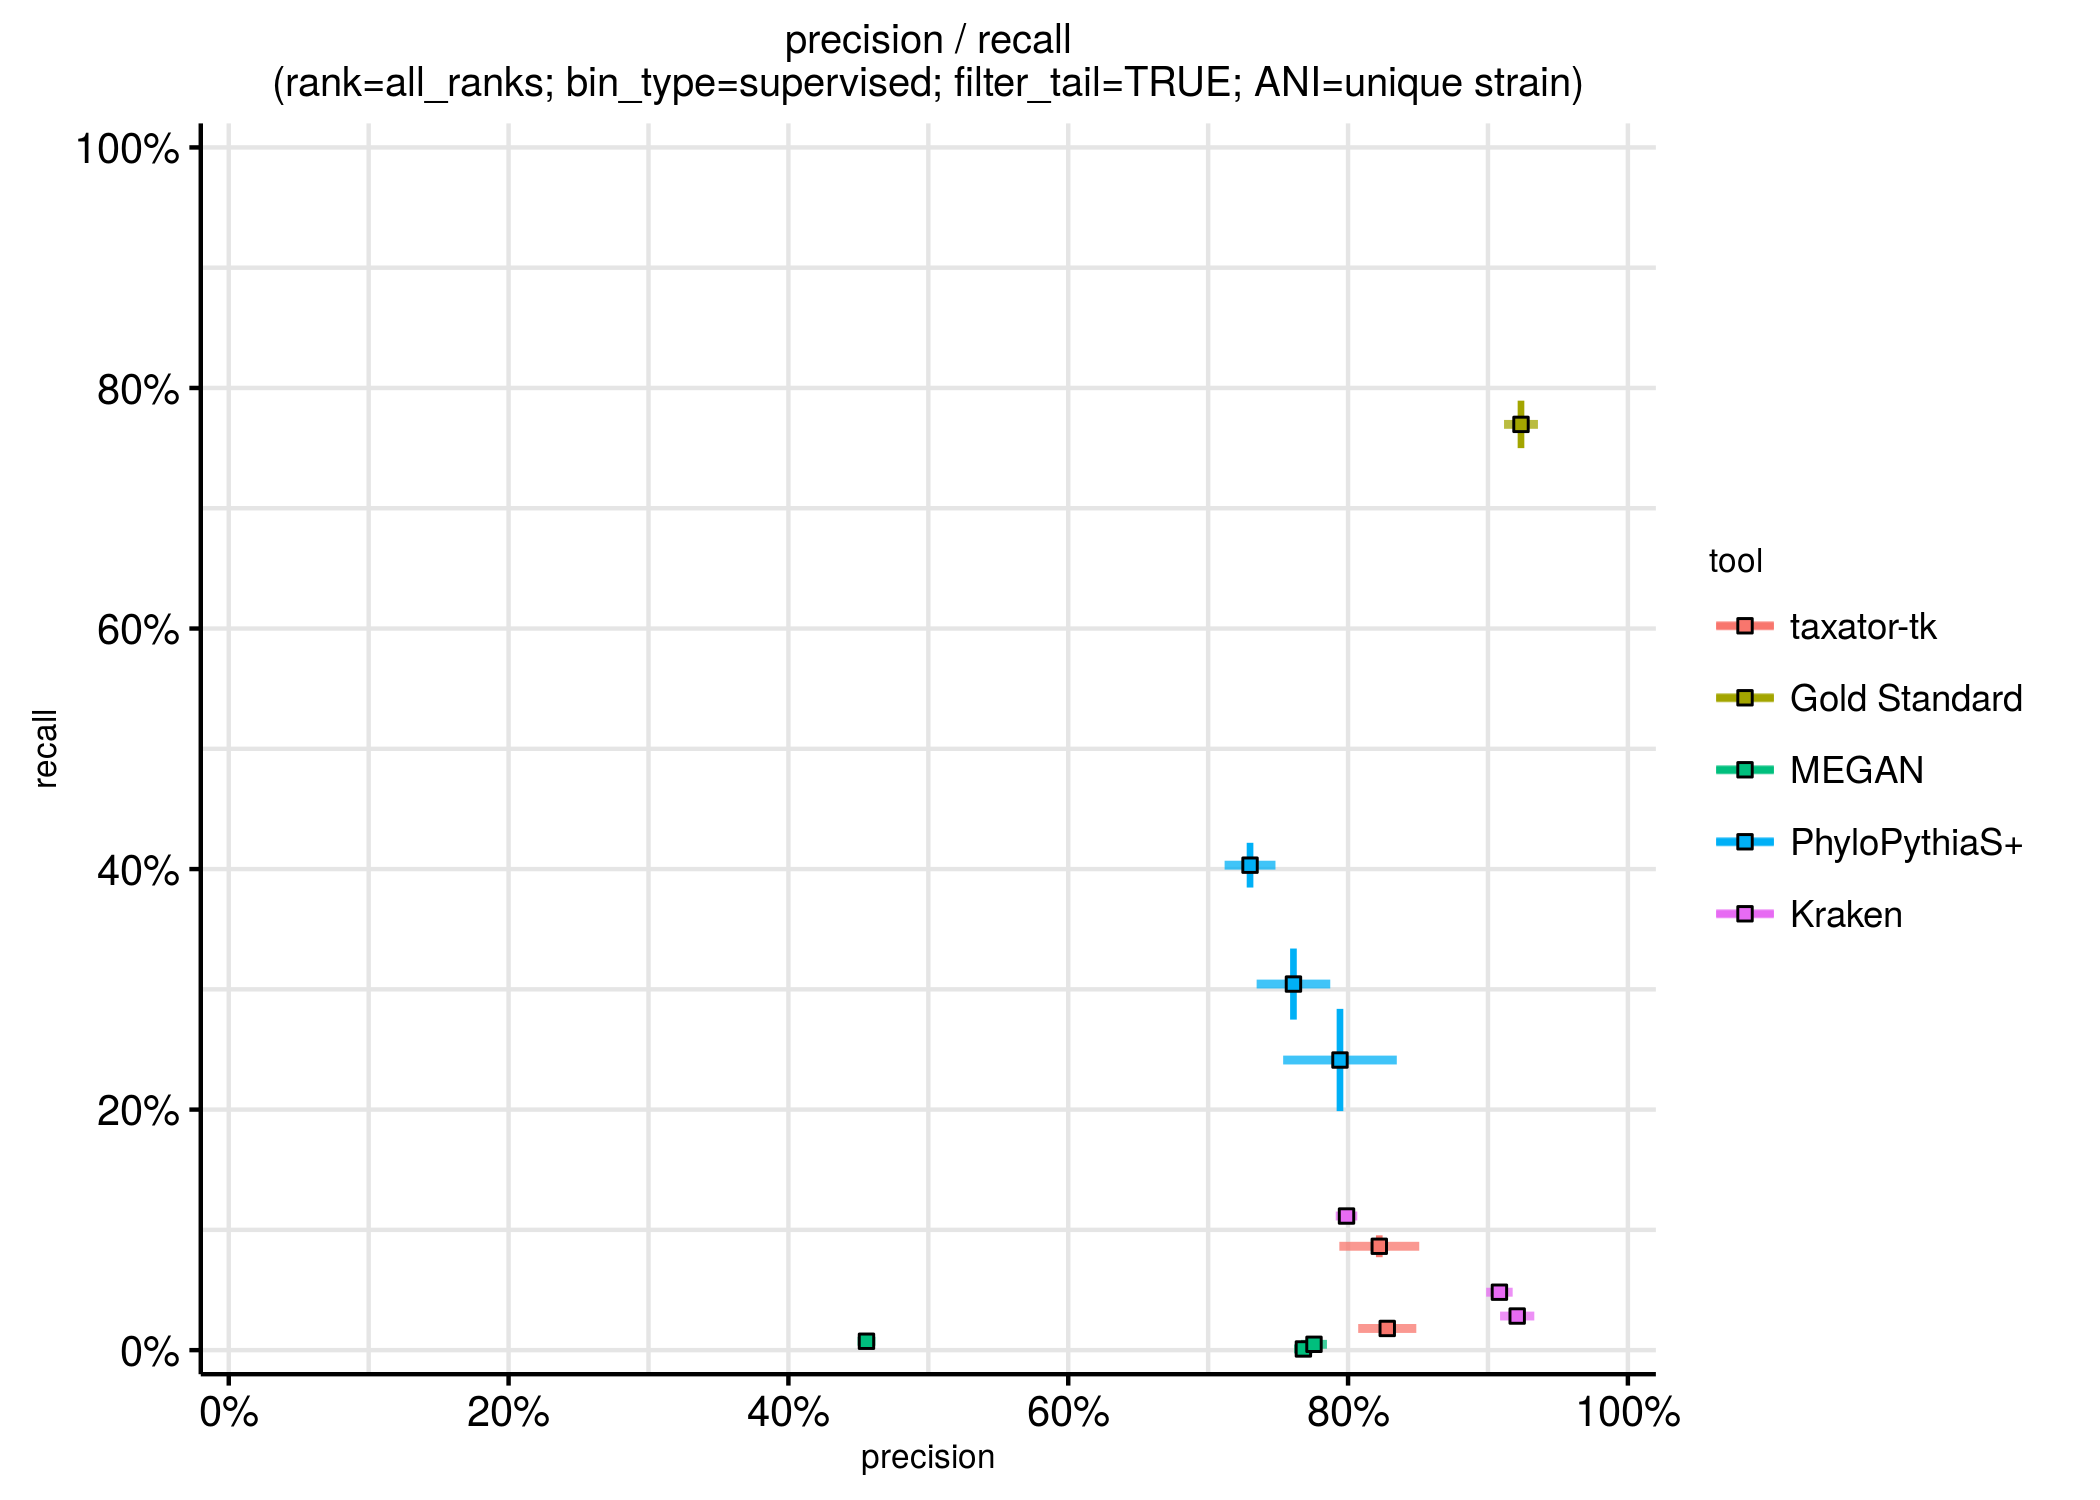 precision / recall
(rank=all_ranks; bin_type=supervised; filter_tail=TRUE; ANI=unique strain)
100%
80%
60%
40%
20%
0%
recall
0%
20%
40%
60%
80%
100%
precision
tool
taxator-tk
Gold Standard
MEGAN
PhyloPythiaS+
Kraken